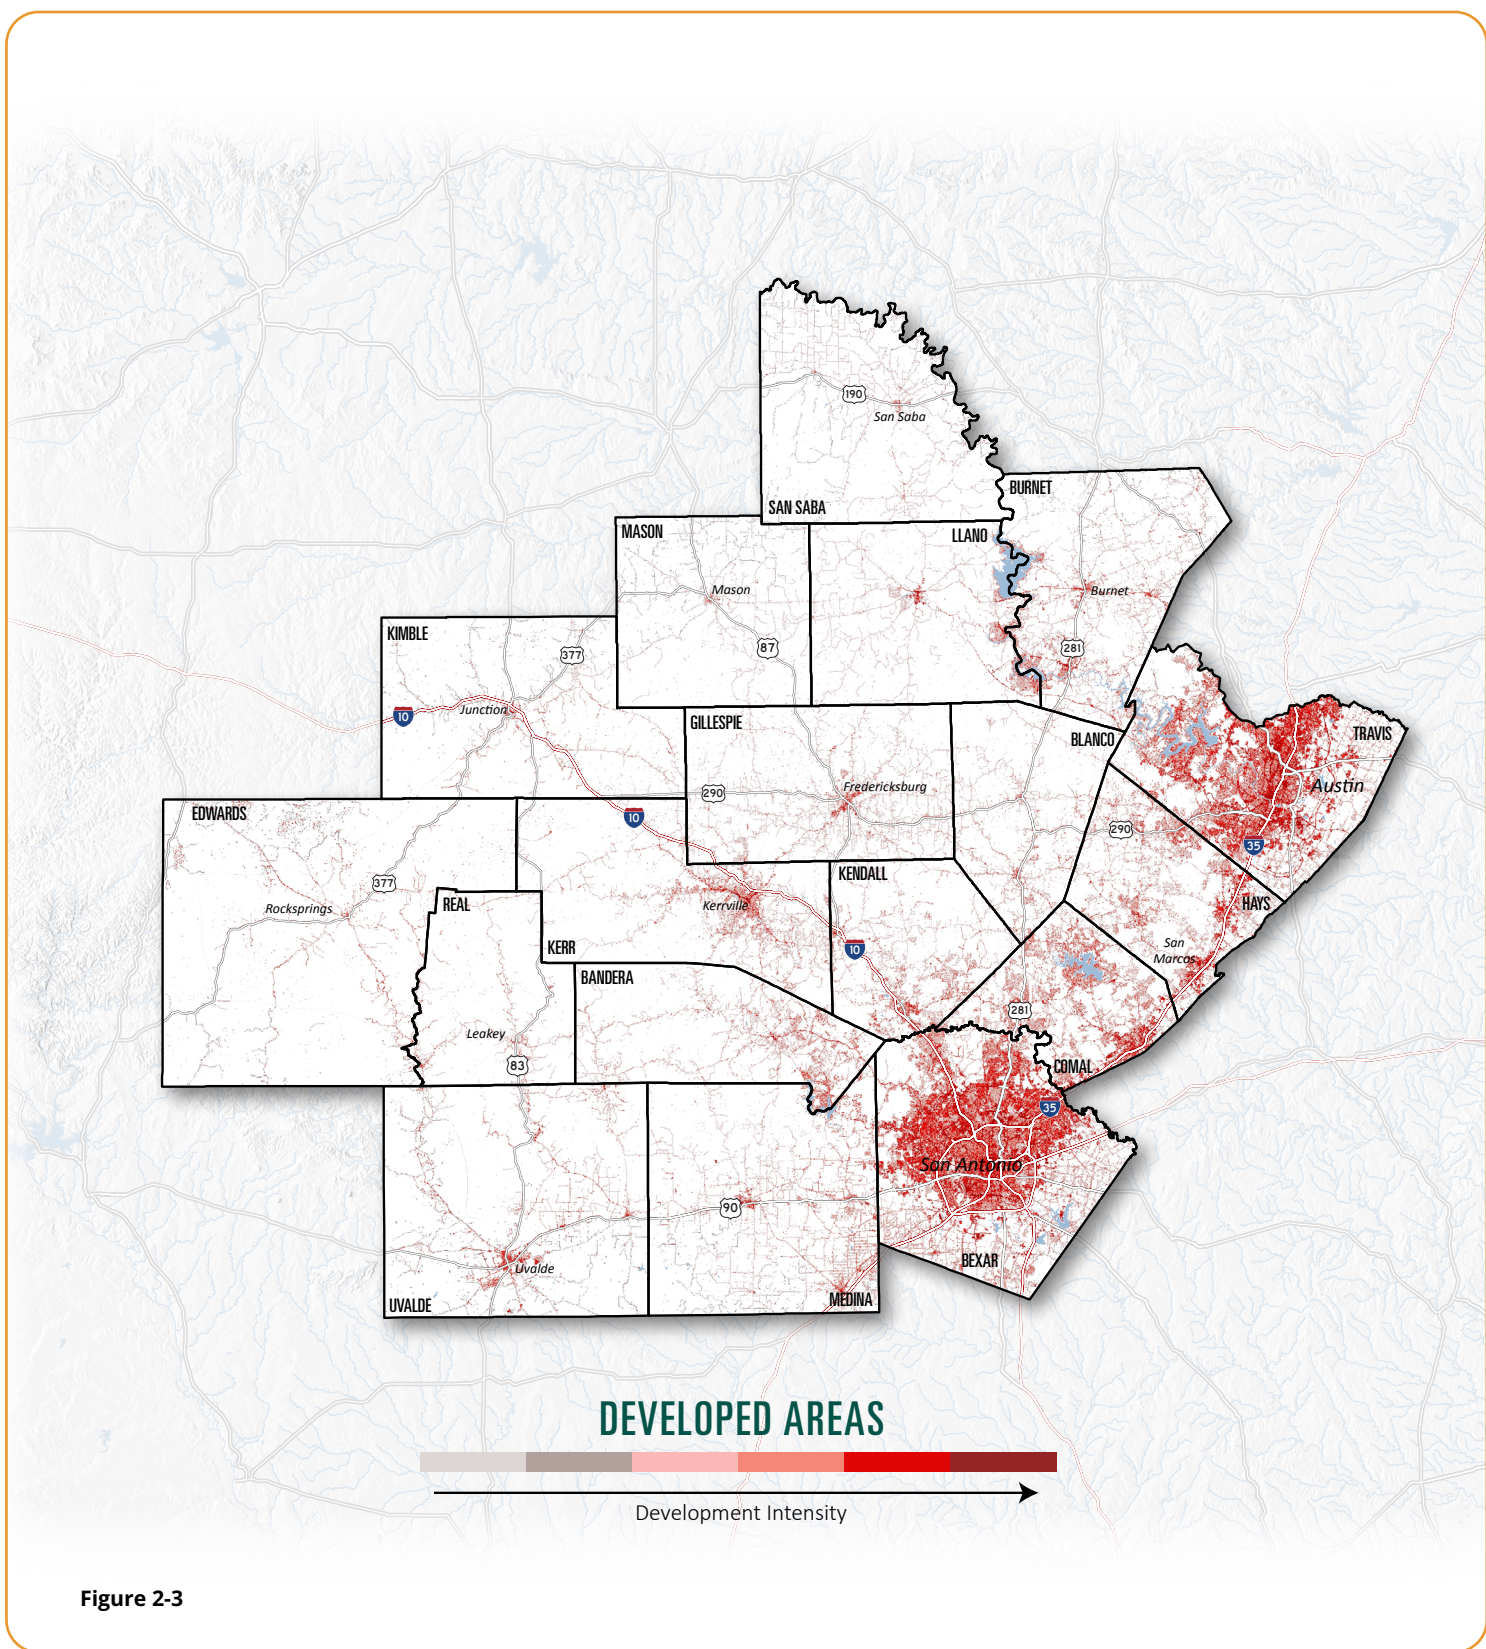 190
San Saba
BURNET
SAN SABA
MASON
LLANO
Mason
Burnet
KIMBLE
377
87
281
10
Junction
GILLESPIE
BLANCO
TRAVIS
Austin
290
Fredericksburg
EDWARDS
10
290
35
377
KENDALL
REAL
Rocksprings
Kerrville
HAYS
KERR
10
San
Marcos
BANDERA
281
Leakey
83
COMAL
35
San Antonio
90
BEXAR
Uvalde
UVALDE
MEDINA
DEVELOPED AREAS
Development Intensity
Figure 2-3